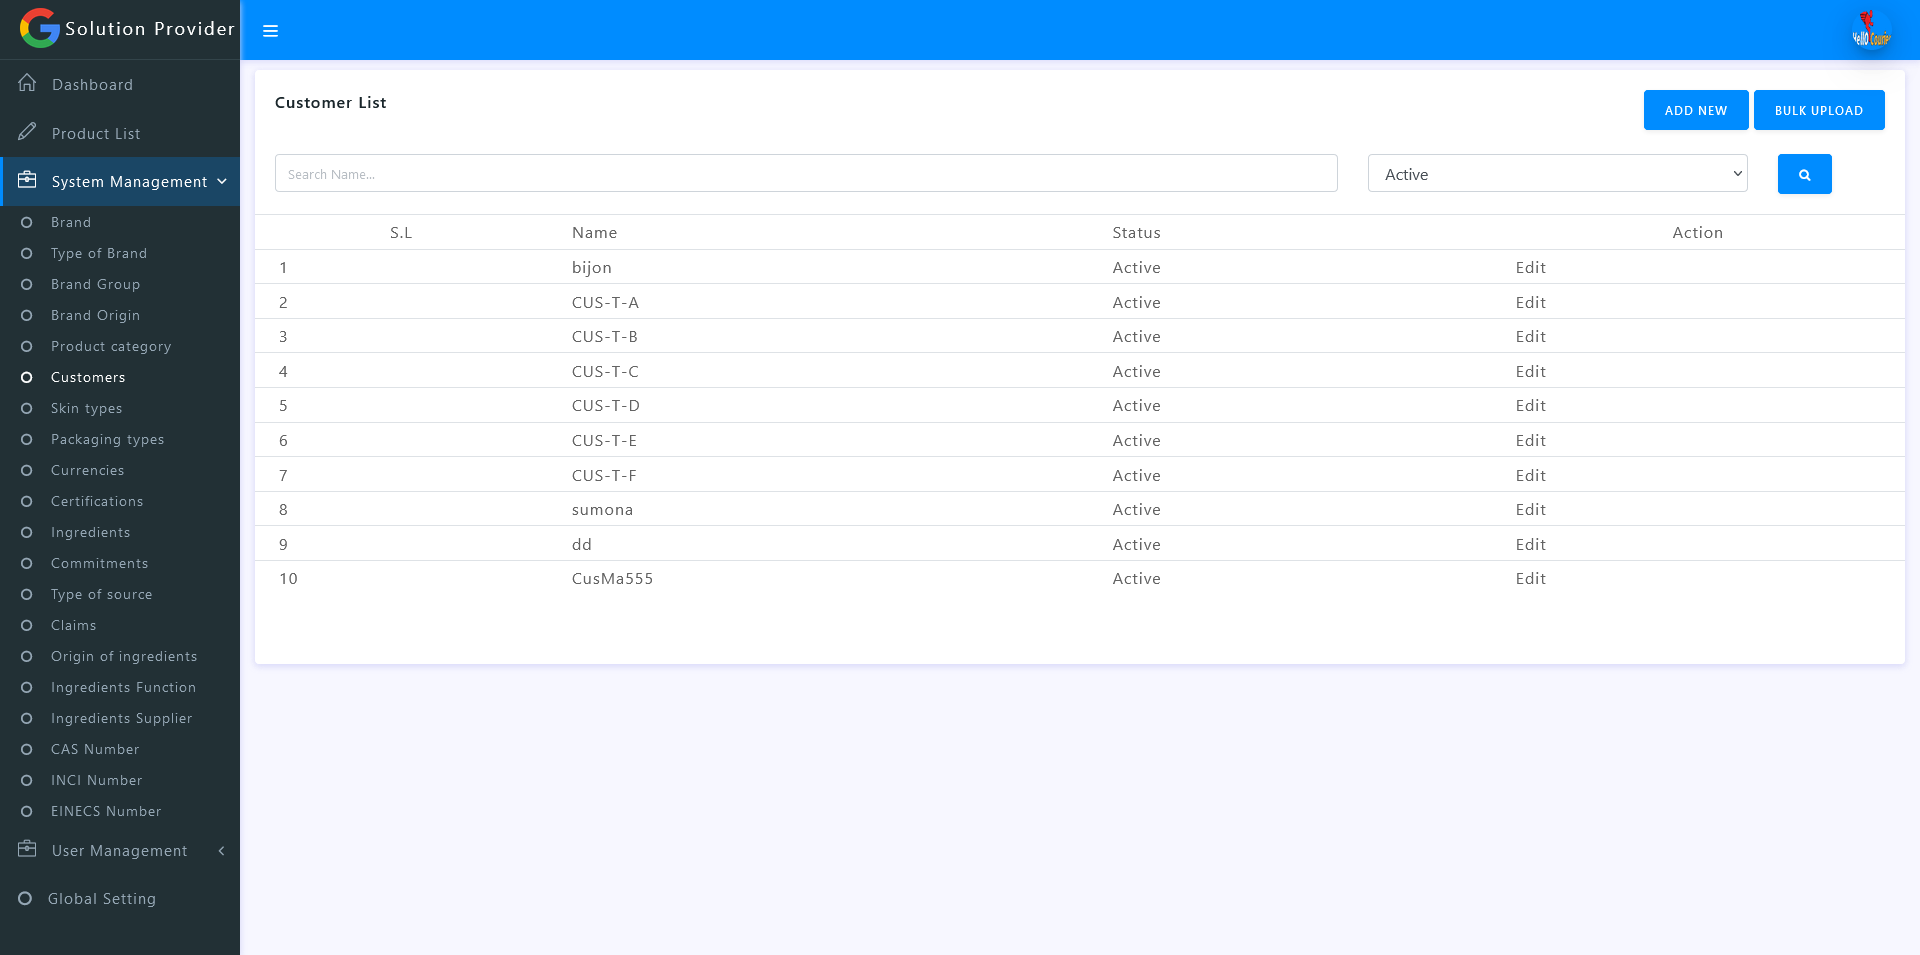 Solution Provider
HellO Courier
Dashboard
Product List
System Management
Brand
Type of Brand
Brand Group
Brand Origin
Product category
Customers
Skin types
Packaging types
Currencies
Certifications
Ingredients
Commitments
Type of source
Claims
Origin of ingredients
Ingredients Function
Ingredients Supplier
CAS Number
INCI Number
EINECS Number
User Management
Global Setting
Customer List
ADD NEW BULK UPLOAD
Search Name... Active
S.L Name Status Action
1 bijon Active Edit
2 CUS-T-A Active Edit
3 CUS-T-B Active Edit
4 CUS-T-C Active Edit
5 CUS-T-D Active Edit
6 CUS-T-E Active Edit
7 CUS-T-F Active Edit
8 sumona Active Edit
9 dd Active Edit
10 CusMa555 Active Edit